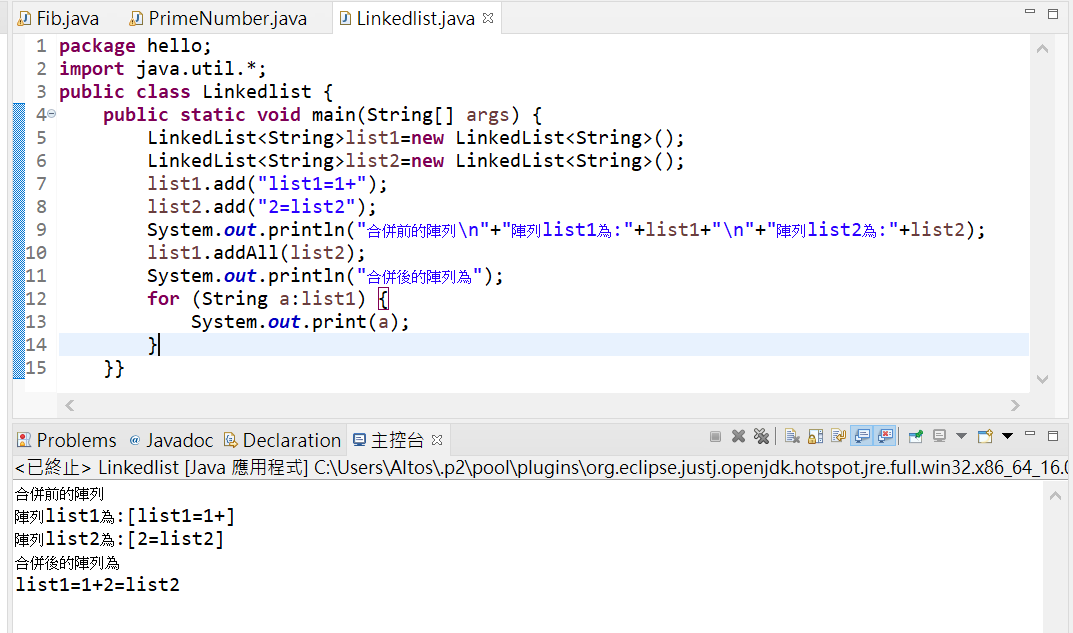 Fib.java PrimeNumber.java Linkedlist.java
1 package hello;
2 import java.util.*;
3 public class Linkedlist {
4 public static void main(String[] args) {
5 LinkedList<String>list1=new LinkedList<String>();
6 LinkedList<String>list2=new LinkedList<String>();
7 list1.add("list1=1+");
8 list2.add("2=list2");
9 System.out.println("合併前的陣列\n"+"陣列list1為:"+list1+"\n"+"陣列list2為:"+list2);
10 list1.addAll(list2);
11 System.out.println("合併後的陣列為");
12 for (String a:list1) {
13 System.out.print(a);
14 }
15 }}
Problems @ Javadoc Declaration 主控台
<已終止> Linkedlist [Java 應用程式] C:\Users\Altos\.p2\pool\plugins\org.eclipse.justj.openjdk.hotspot.jre.full.win32.x86_64_16.0
合併前的陣列
陣列list1為:[list1=1+]
陣列list2為:[2=list2]
合併後的陣列為
list1=1+2=list2